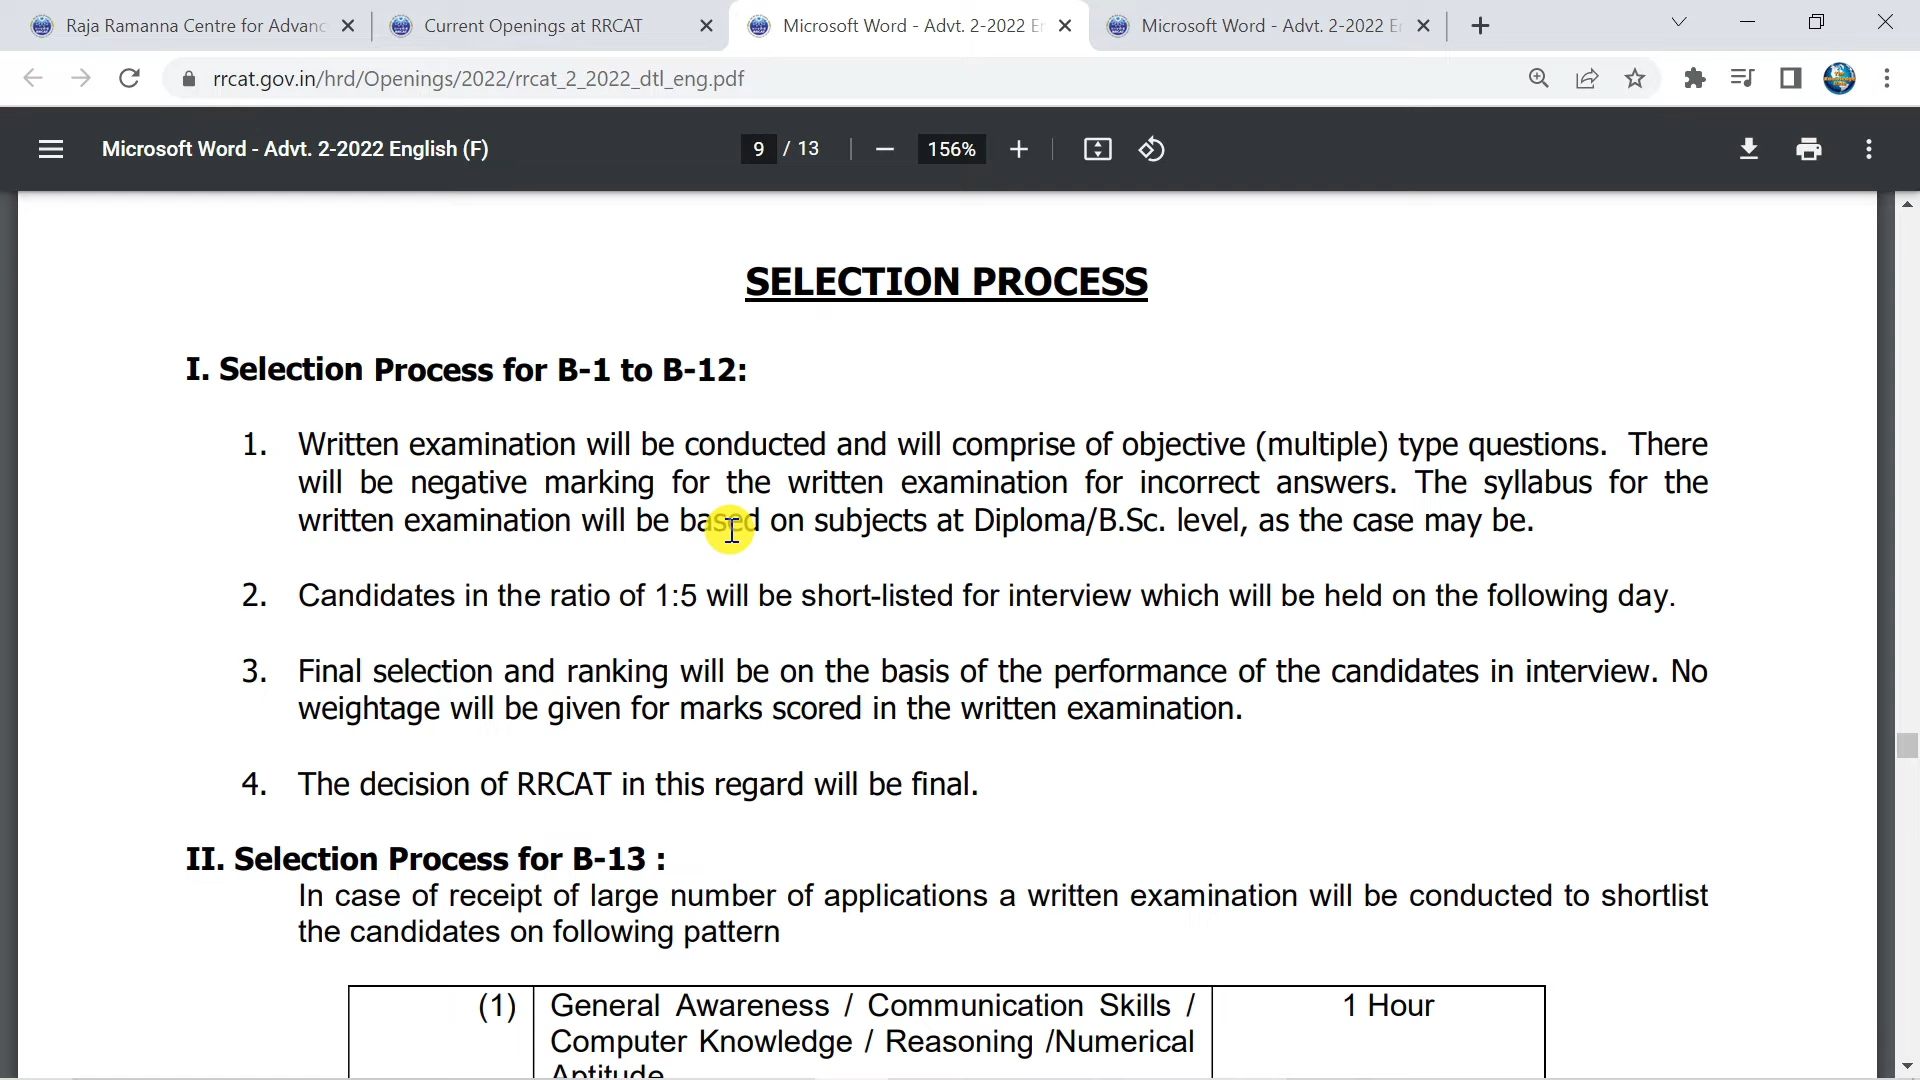 Raja Ramanna Centre for Advanc
Current Openings at RRCAT
Microsoft Word - Advt. 2-2022 E
Microsoft Word - Advt. 2-2022 E
rrcat.gov.in/hrd/Openings/2022/rrcat_2_2022_dtl_eng.pdf
Microsoft Word - Advt. 2-2022 English (F)
9 / 13
156%
SELECTION PROCESS
I. Selection Process for B-1 to B-12:
1. Written examination will be conducted and will comprise of objective (multiple) type questions. There
will be negative marking for the written examination for incorrect answers. The syllabus for the
written examination will be based on subjects at Diploma/B.Sc. level, as the case may be.
2. Candidates in the ratio of 1:5 will be short-listed for interview which will be held on the following day.
3. Final selection and ranking will be on the basis of the performance of the candidates in interview. No
weightage will be given for marks scored in the written examination.
4. The decision of RRCAT in this regard will be final.
II. Selection Process for B-13 :
In case of receipt of large number of applications a written examination will be conducted to shortlist
the candidates on following pattern
(1) General Awareness / Communication Skills / 1 Hour
Computer Knowledge / Reasoning /Numerical
Aptitude